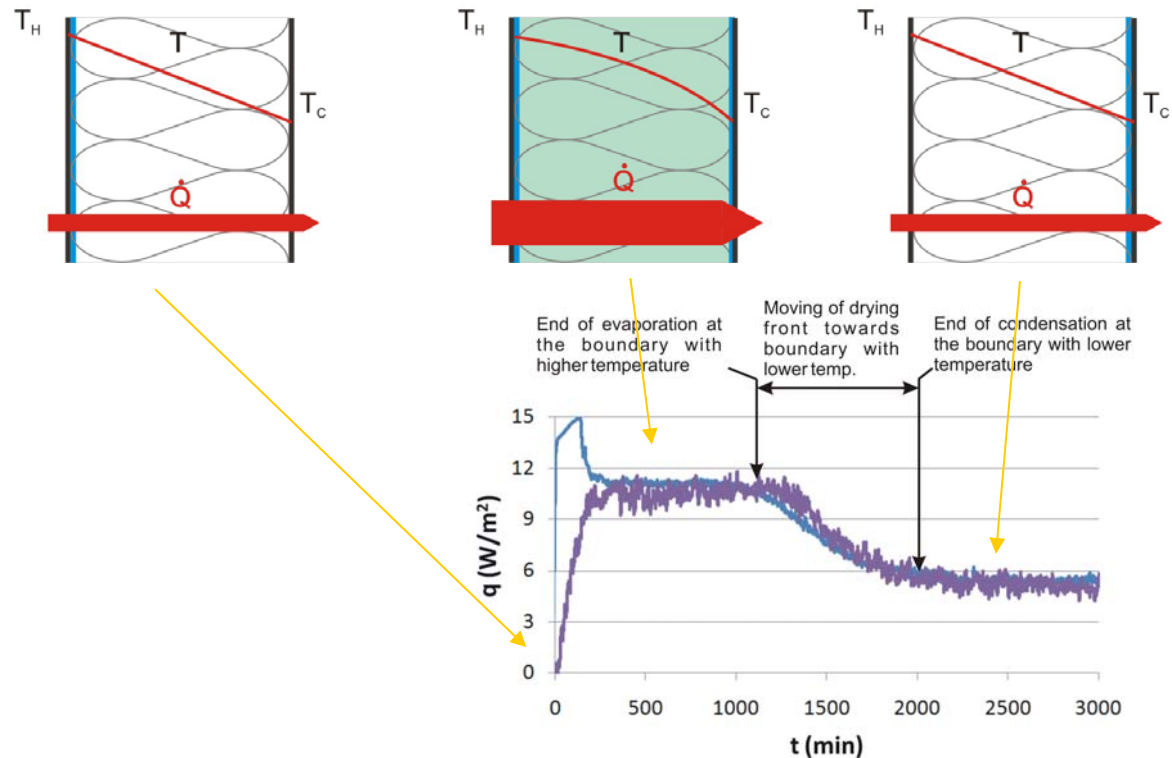 T_H
T
T_C
Q̇
T_H
T
T_C
Q̇
T_H
T
T_C
Q̇
End of evaporation at
the boundary with
higher temperature
Moving of drying
front towards
boundary with
lower temp.
End of condensation at
the boundary with lower
temperature
15
12
9
6
3
0
q (W/m²)
0 500 1000 1500 2000 2500 3000
t (min)